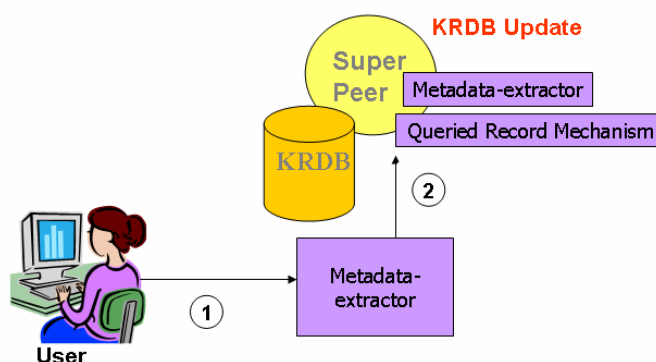 KRDB Update
Super
Peer
Metadata-extractor
Queried Record Mechanism
KRDB
2
Metadata-
extractor
1
User